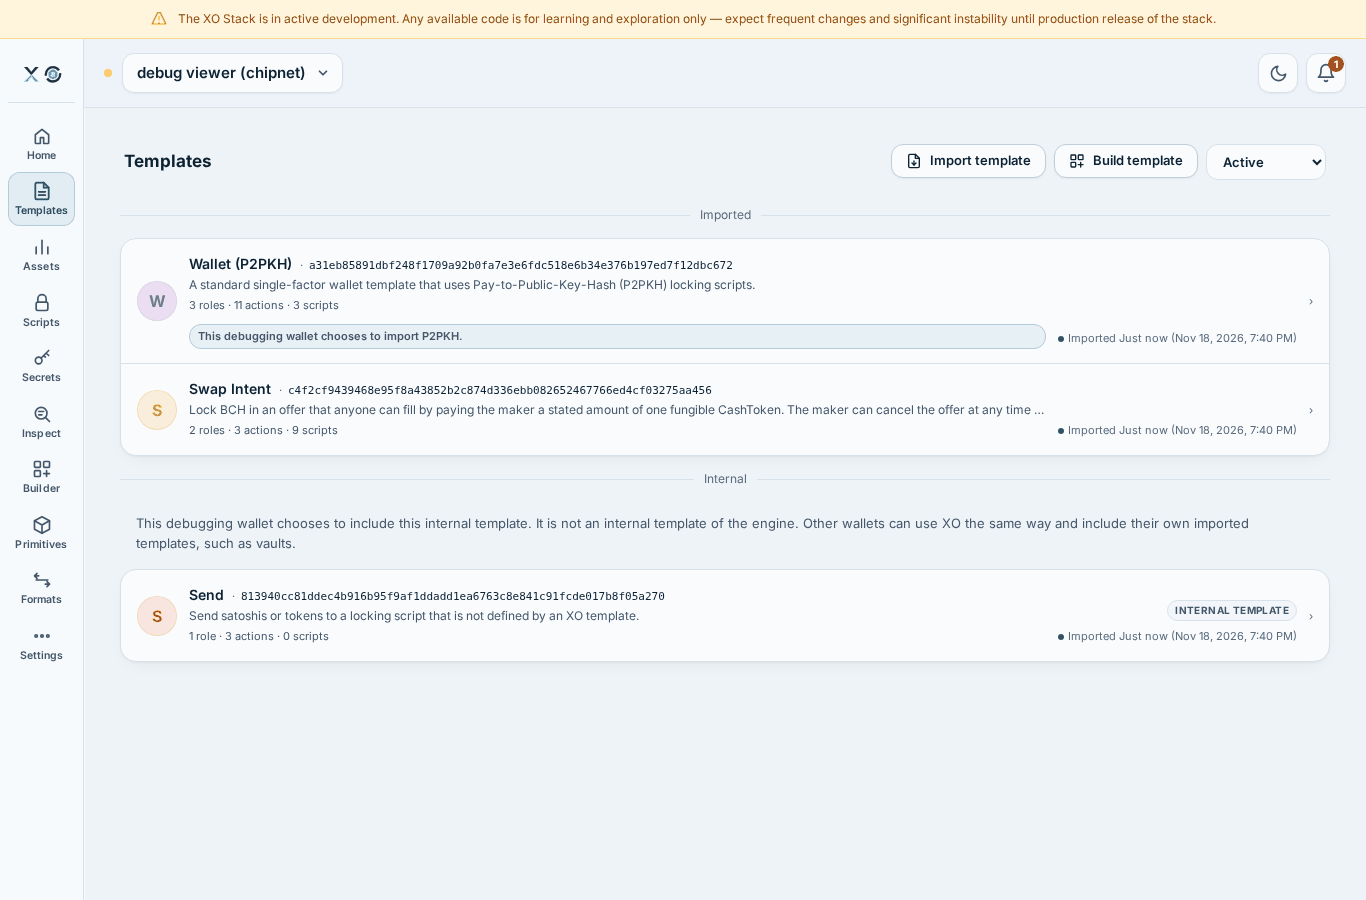 The XO Stack is in active development. Any available code is for learning and exploration only — expect frequent changes and significant instability until production release of the stack.
XO
debug viewer (chipnet)
1
Home
Templates
Assets
Scripts
Secrets
Inspect
Builder
Primitives
Formats
Settings
Templates
Import template
Build template
Active
Imported
W
Wallet (P2PKH) · a31eb85891dbf248f1709a92b0fa7e3e6fdc518e6b34e376b197ed7f12dbc672
A standard single-factor wallet template that uses Pay-to-Public-Key-Hash (P2PKH) locking scripts.
3 roles · 11 actions · 3 scripts
This debugging wallet chooses to import P2PKH.
Imported Just now (Nov 18, 2026, 7:40 PM)
S
Swap Intent · c4f2cf9439468e95f8a43852b2c874d336ebb082652467766ed4cf03275aa456
Lock BCH in an offer that anyone can fill by paying the maker a stated amount of one fungible CashToken. The maker can cancel the offer at any time ...
2 roles · 3 actions · 9 scripts
Imported Just now (Nov 18, 2026, 7:40 PM)
Internal
This debugging wallet chooses to include this internal template. It is not an internal template of the engine. Other wallets can use XO the same way and include their own imported
templates, such as vaults.
S
Send · 813940cc81ddec4b916b95f9af1ddadd1ea6763c8e841c91fcde017b8f05a270
Send satoshis or tokens to a locking script that is not defined by an XO template.
1 role · 3 actions · 0 scripts
INTERNAL TEMPLATE
Imported Just now (Nov 18, 2026, 7:40 PM)